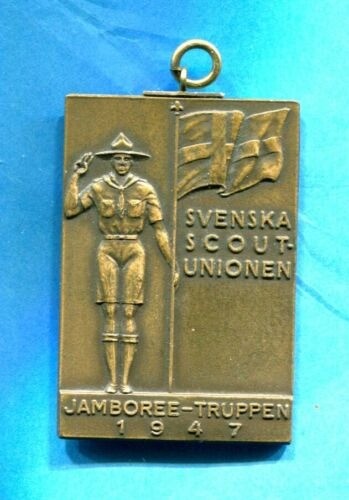 SVENSKA
SCOUT-
UNIONEN
JAMBOREE-TRUPPEN
1947